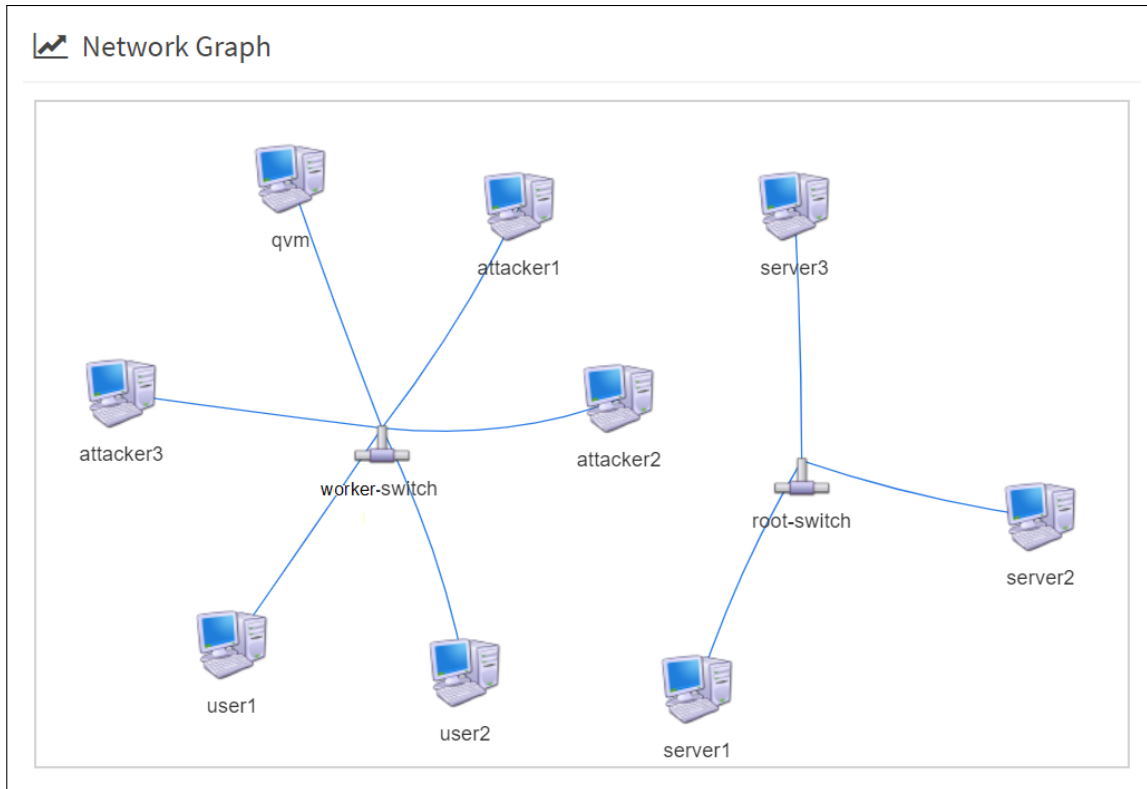 Network Graph
qvm
attacker1
server3
attacker3
attacker2
worker-switch
root-switch
server2
user1
user2
server1